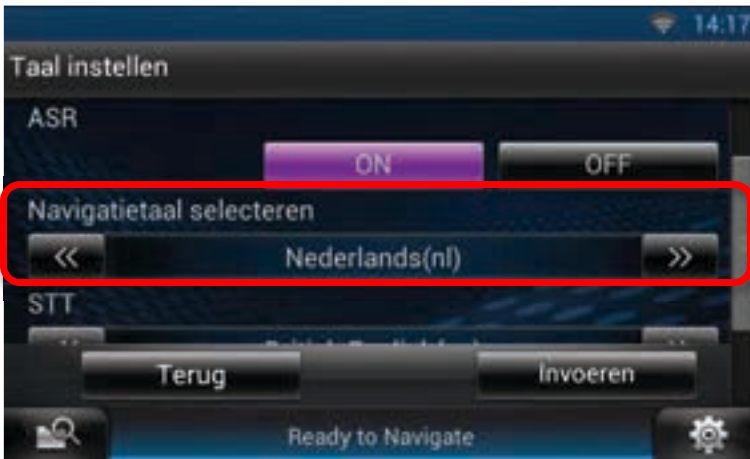 14:17
Taal instellen
ASR
ON OFF
Navigatietaal selecteren
Nederlands(nl)
STT
Terug Invoeren
Ready to Navigate